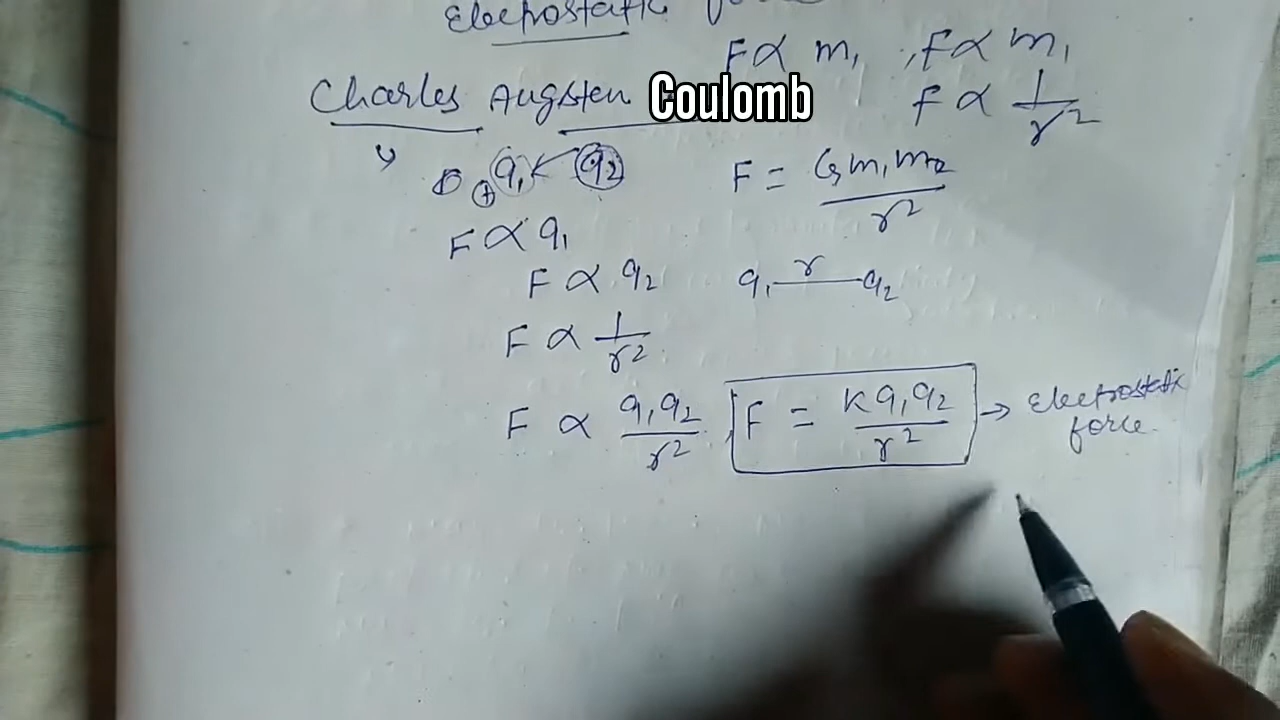 Electrostatic
F ∝ m₁ , F ∝ m₁
Charles Augsten Coulomb
F ∝ 1/r²
q₁ q₂
+
F = Gm₁m₂/r²
F ∝ q₁
F ∝ q₂
q₁ r q₂
F ∝ 1/r²
F ∝ q₁q₂/r²
F = Kq₁q₂/r² → Electrostatic
force